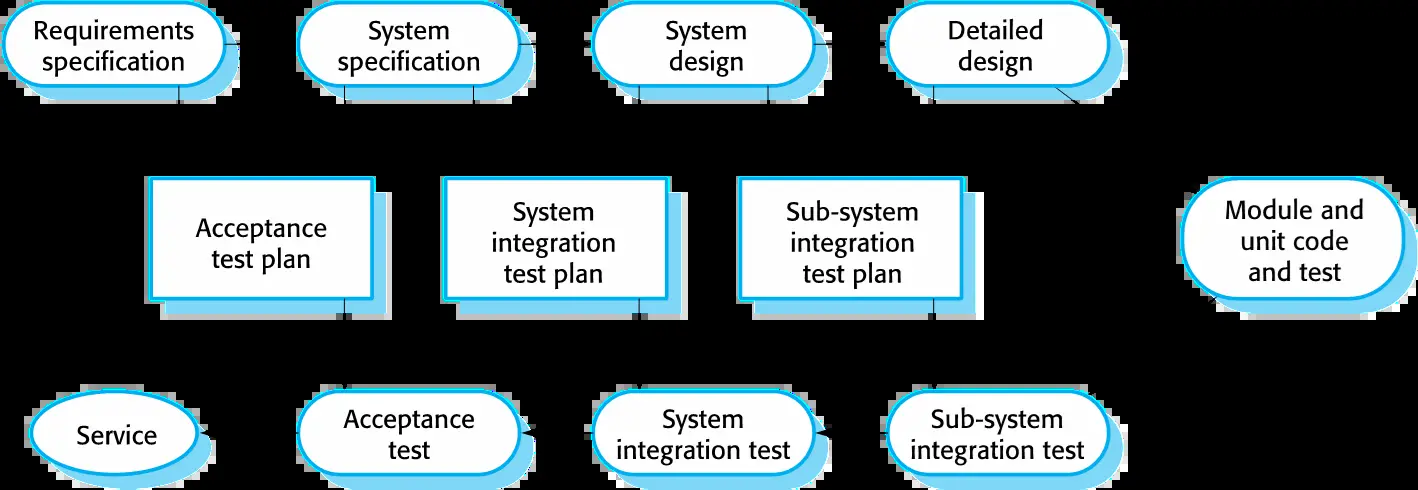 Requirements
specification
System
specification
System
design
Detailed
design
Acceptance
test plan
System
integration
test plan
Sub-system
integration
test plan
Module and
unit code
and test
Service
Acceptance
test
System
integration test
Sub-system
integration test